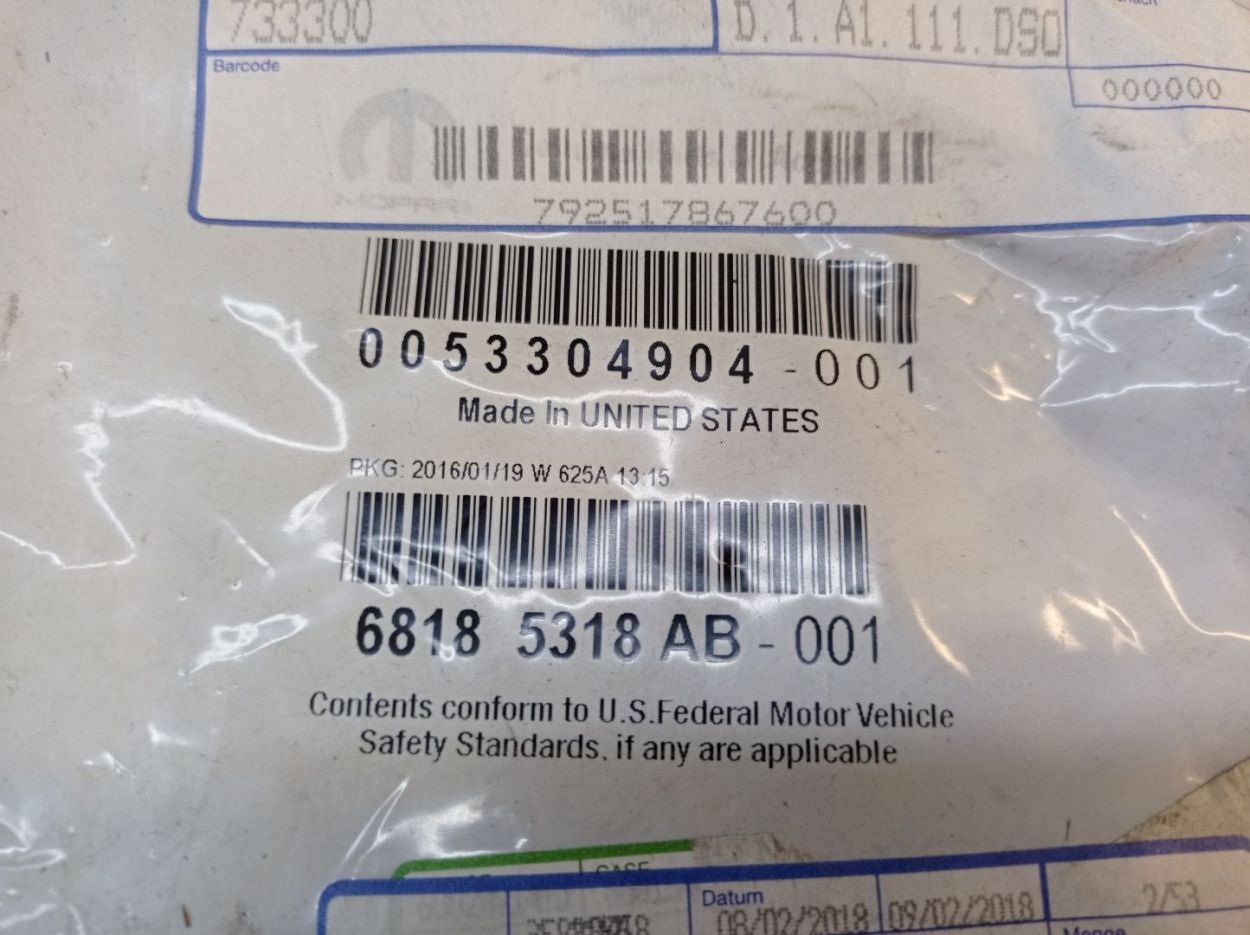 733300
D. 1. A1. 111. DSO
Barcode
000000
MOPAR
792517867600
0053304904-001
Made In UNITED STATES
PKG: 2016/01/19 W 625A 13:15
6818 5318 AB - 001
Contents conform to U.S.Federal Motor Vehicle
Safety Standards, if any are applicable
CASE
Datum
08/02/2018
09/02/2018
2/53